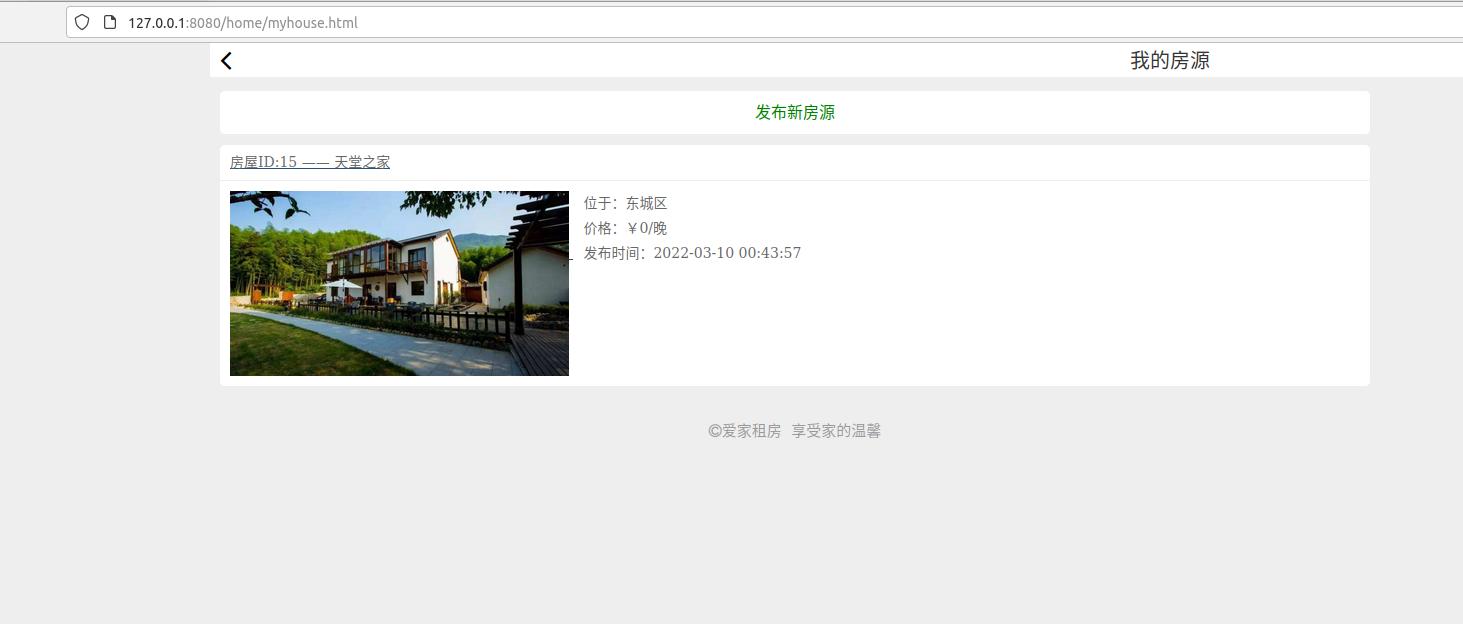 127.0.0.1:8080/home/myhouse.html
我的房源
发布新房源
房屋ID:15 —— 天堂之家
位于：东城区
价格：￥0/晚
发布时间：2022-03-10 00:43:57
©爱家租房 享受家的温馨